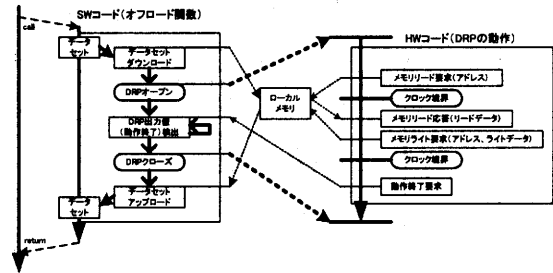 SWコード(オフロード関数)
call
データ
セット
データセット
ダウンロード
DRPオープン
DRP出力値
(動作終了)検出
DRPクローズ
データセット
アップロード
データ
セット
return
ローカル
メモリ
HWコード(DRPの動作)
メモリリード要求(アドレス)
クロック境界
メモリリード応答(リードデータ)
メモリライト要求(アドレス、ライトデータ)
クロック境界
動作終了要求